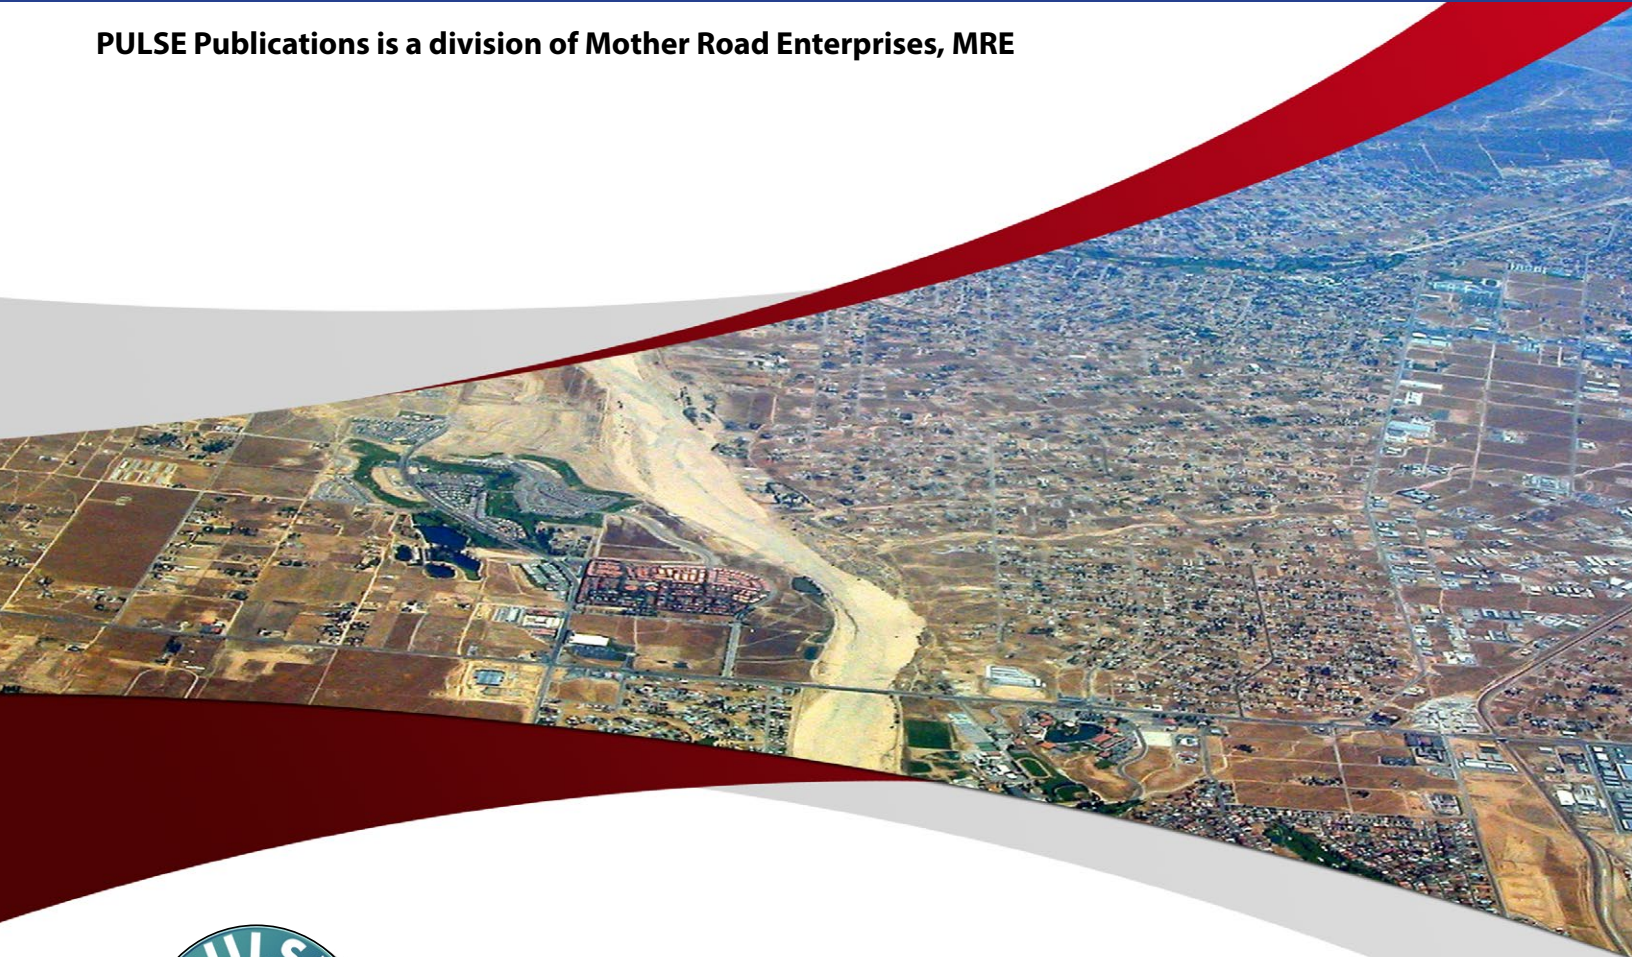 PULSE Publications is a division of Mother Road Enterprises, MRE